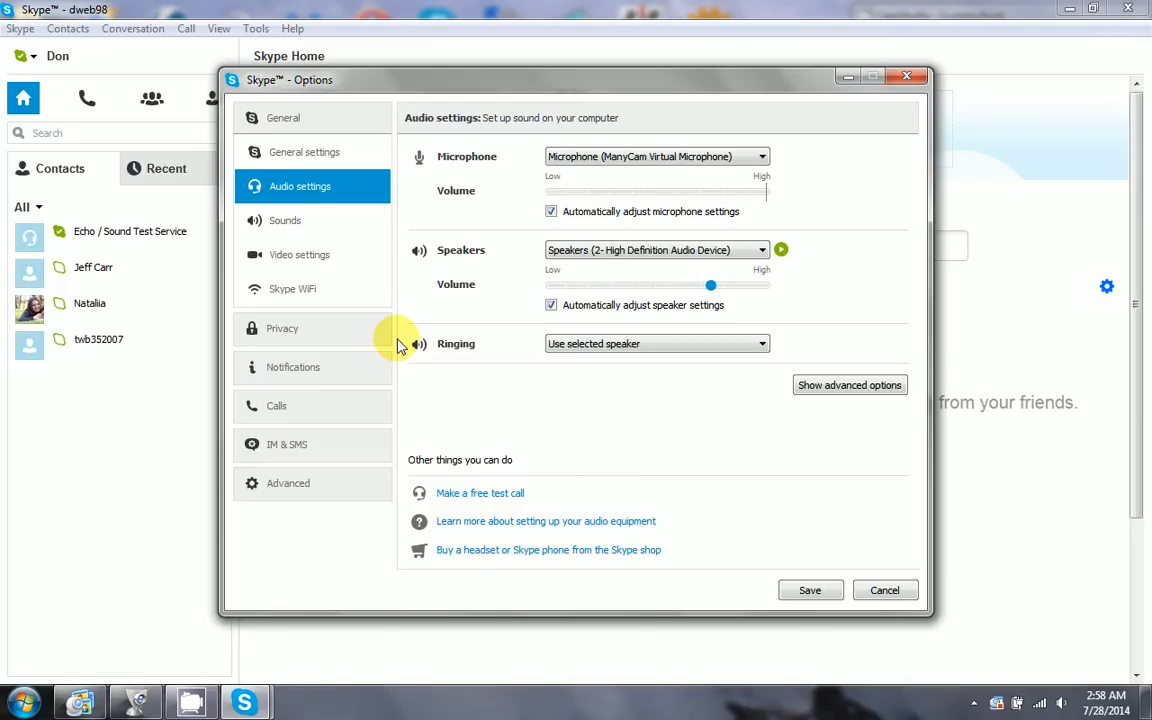 Skype™ - dweb98
Skype Contacts Conversation Call View Tools Help
Don
Skype Home
Search
Contacts
Recent
All
Echo / Sound Test Service
Jeff Carr
Nataliia
twb352007
Skype™ - Options
General
General settings
Audio settings
Sounds
Video settings
Skype WiFi
Privacy
Notifications
Calls
IM & SMS
Advanced
Audio settings: Set up sound on your computer
Microphone
Microphone (ManyCam Virtual Microphone)
Low High
Volume
Automatically adjust microphone settings
Speakers
Speakers (2- High Definition Audio Device)
Low High
Volume
Automatically adjust speaker settings
Ringing
Use selected speaker
Show advanced options
from your friends.
Other things you can do
Make a free test call
Learn more about setting up your audio equipment
Buy a headset or Skype phone from the Skype shop
Save
Cancel
2:58 AM
7/28/2014